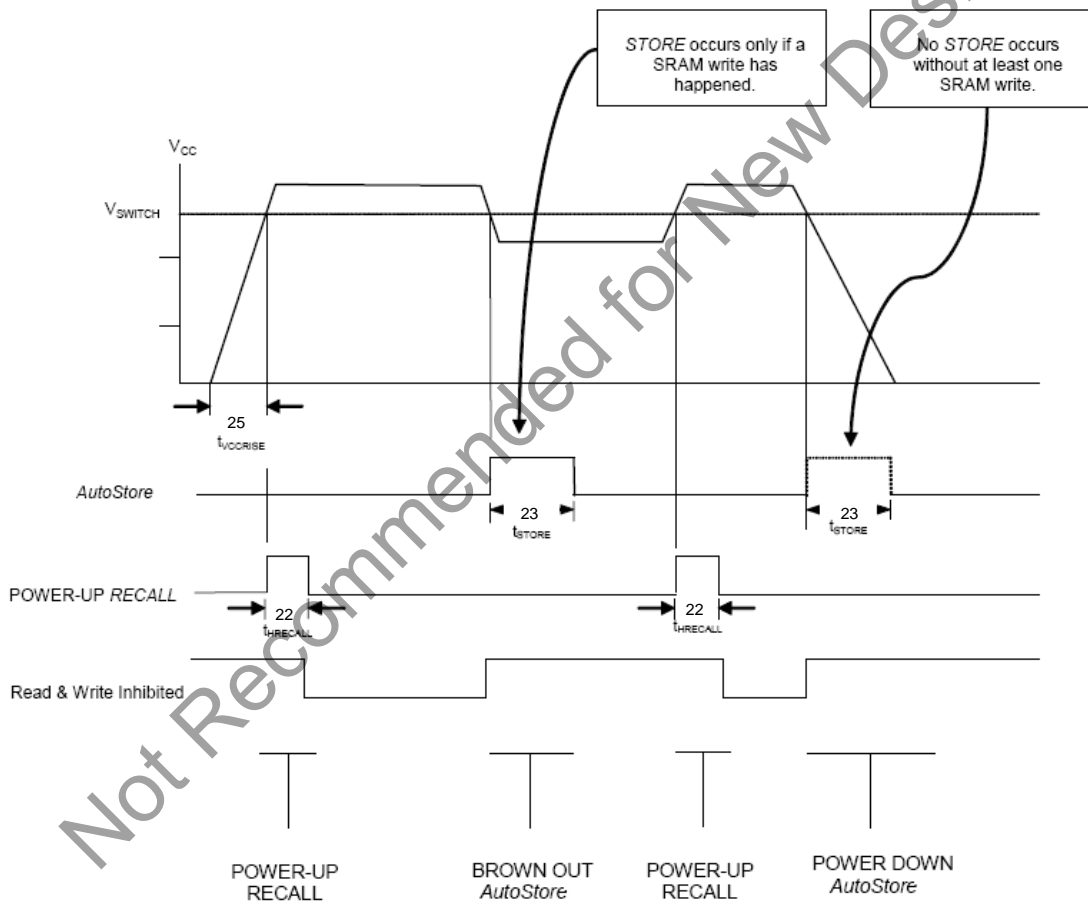 STORE occurs only if a
SRAM write has
happened.
No STORE occurs
without at least one
SRAM write.
VCC
VSWITCH
25
tVCCRISE
AutoStore
23
tSTORE
23
tSTORE
POWER-UP RECALL
22
tHRECALL
22
tHRECALL
Read & Write Inhibited
POWER-UP
RECALL
BROWN OUT
AutoStore
POWER-UP
RECALL
POWER DOWN
AutoStore
Not Recommended for New Des